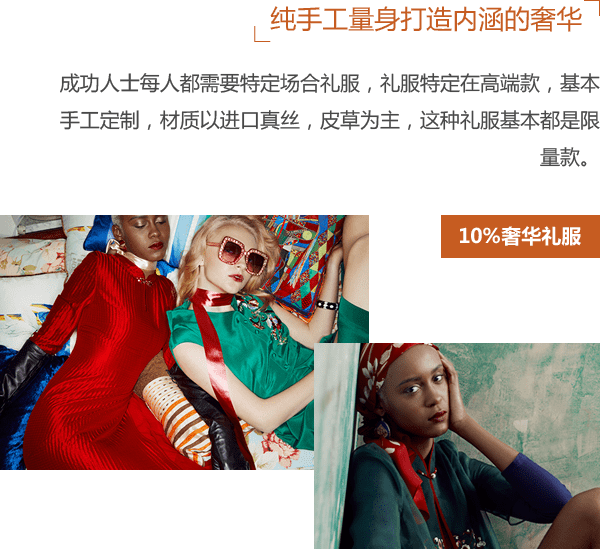 纯手工量身打造内涵的奢华
成功人士每人都需要特定场合礼服，礼服特定在高端款，基本
手工定制，材质以进口真丝，皮草为主，这种礼服基本都是限
量款。
10%奢华礼服